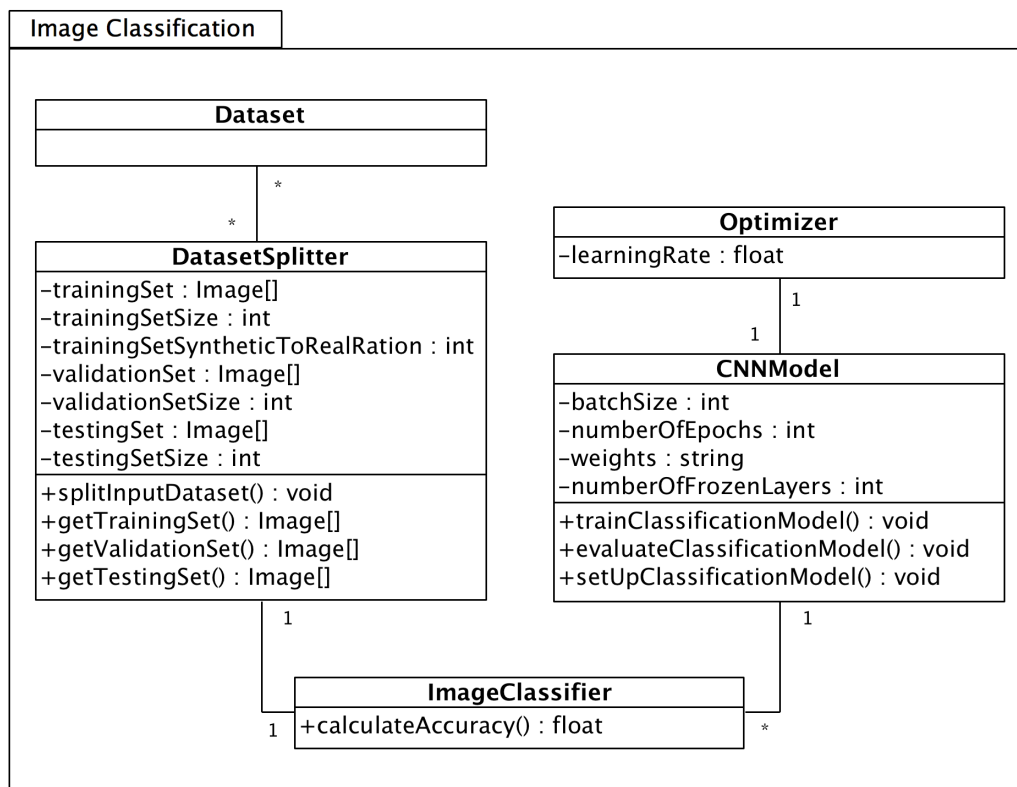 Image Classification
Dataset
*
*
DatasetSplitter
-trainingSet : Image[]
-trainingSetSize : int
-trainingSetSyntheticToRealRation : int
-validationSet : Image[]
-validationSetSize : int
-testingSet : Image[]
-testingSetSize : int
+splitInputDataset() : void
+getTrainingSet() : Image[]
+getValidationSet() : Image[]
+getTestingSet() : Image[]
1
1
Optimizer
-learningRate : float
1
1
CNNModel
-batchSize : int
-numberOfEpochs : int
-weights : string
-numberOfFrozenLayers : int
+trainClassificationModel() : void
+evaluateClassificationModel() : void
+setUpClassificationModel() : void
1
*
ImageClassifier
+calculateAccuracy() : float